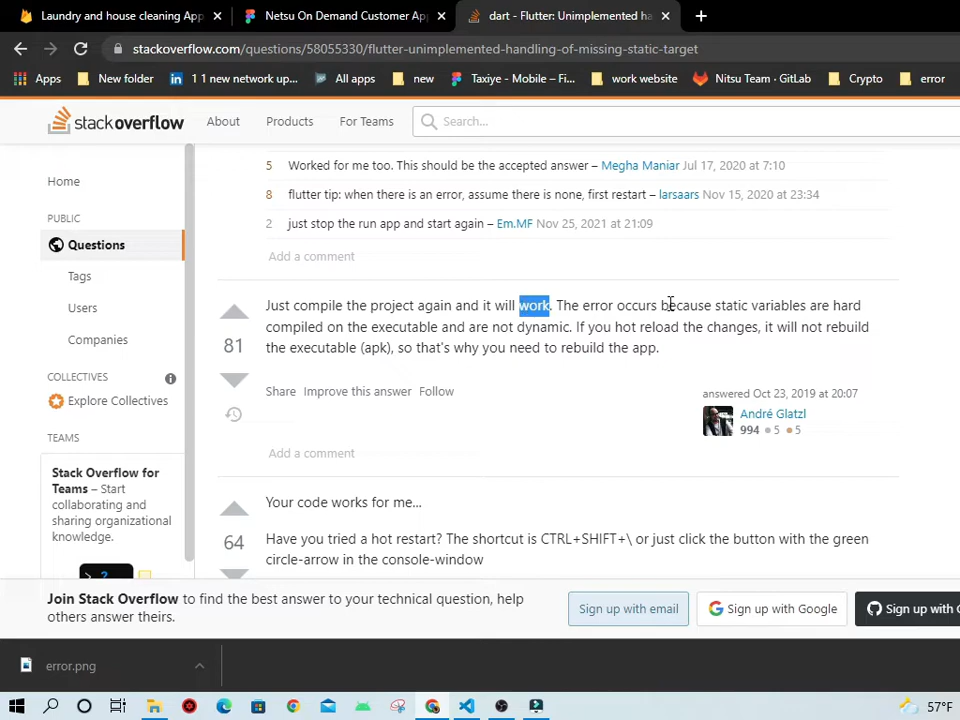 Laundry and house cleaning App
Netsu On Demand Customer Ap
dart - Flutter: Unimplemented ha
stackoverflow.com/questions/58055330/flutter-unimplemented-handling-of-missing-static-target
Apps
New folder
1 1 new network up...
All apps
new
Taxiye - Mobile – Fi...
work website
Nitsu Team · GitLab
Crypto
error
stackoverflow
About
Products
For Teams
Search...
Home
PUBLIC
Questions
Tags
Users
Companies
COLLECTIVES
Explore Collectives
TEAMS
Stack Overflow for
Teams – Start
collaborating and
sharing organizational
knowledge.
5 Worked for me too. This should be the accepted answer – Megha Maniar Jul 17, 2020 at 7:10
8 flutter tip: when there is an error, assume there is none, first restart – larsaars Nov 15, 2020 at 23:34
2 just stop the run app and start again – Em.MF Nov 25, 2021 at 21:09
Add a comment
81
Just compile the project again and it will work. The error occurs because static variables are hard
compiled on the executable and are not dynamic. If you hot reload the changes, it will not rebuild
the executable (apk), so that's why you need to rebuild the app.
Share Improve this answer Follow
answered Oct 23, 2019 at 20:07
André Glatzl
994 5 5
Add a comment
64
Your code works for me...
Have you tried a hot restart? The shortcut is CTRL+SHIFT+\ or just click the button with the green
circle-arrow in the console-window
Join Stack Overflow to find the best answer to your technical question, help
others answer theirs.
Sign up with email
Sign up with Google
Sign up with G
error.png
57°F